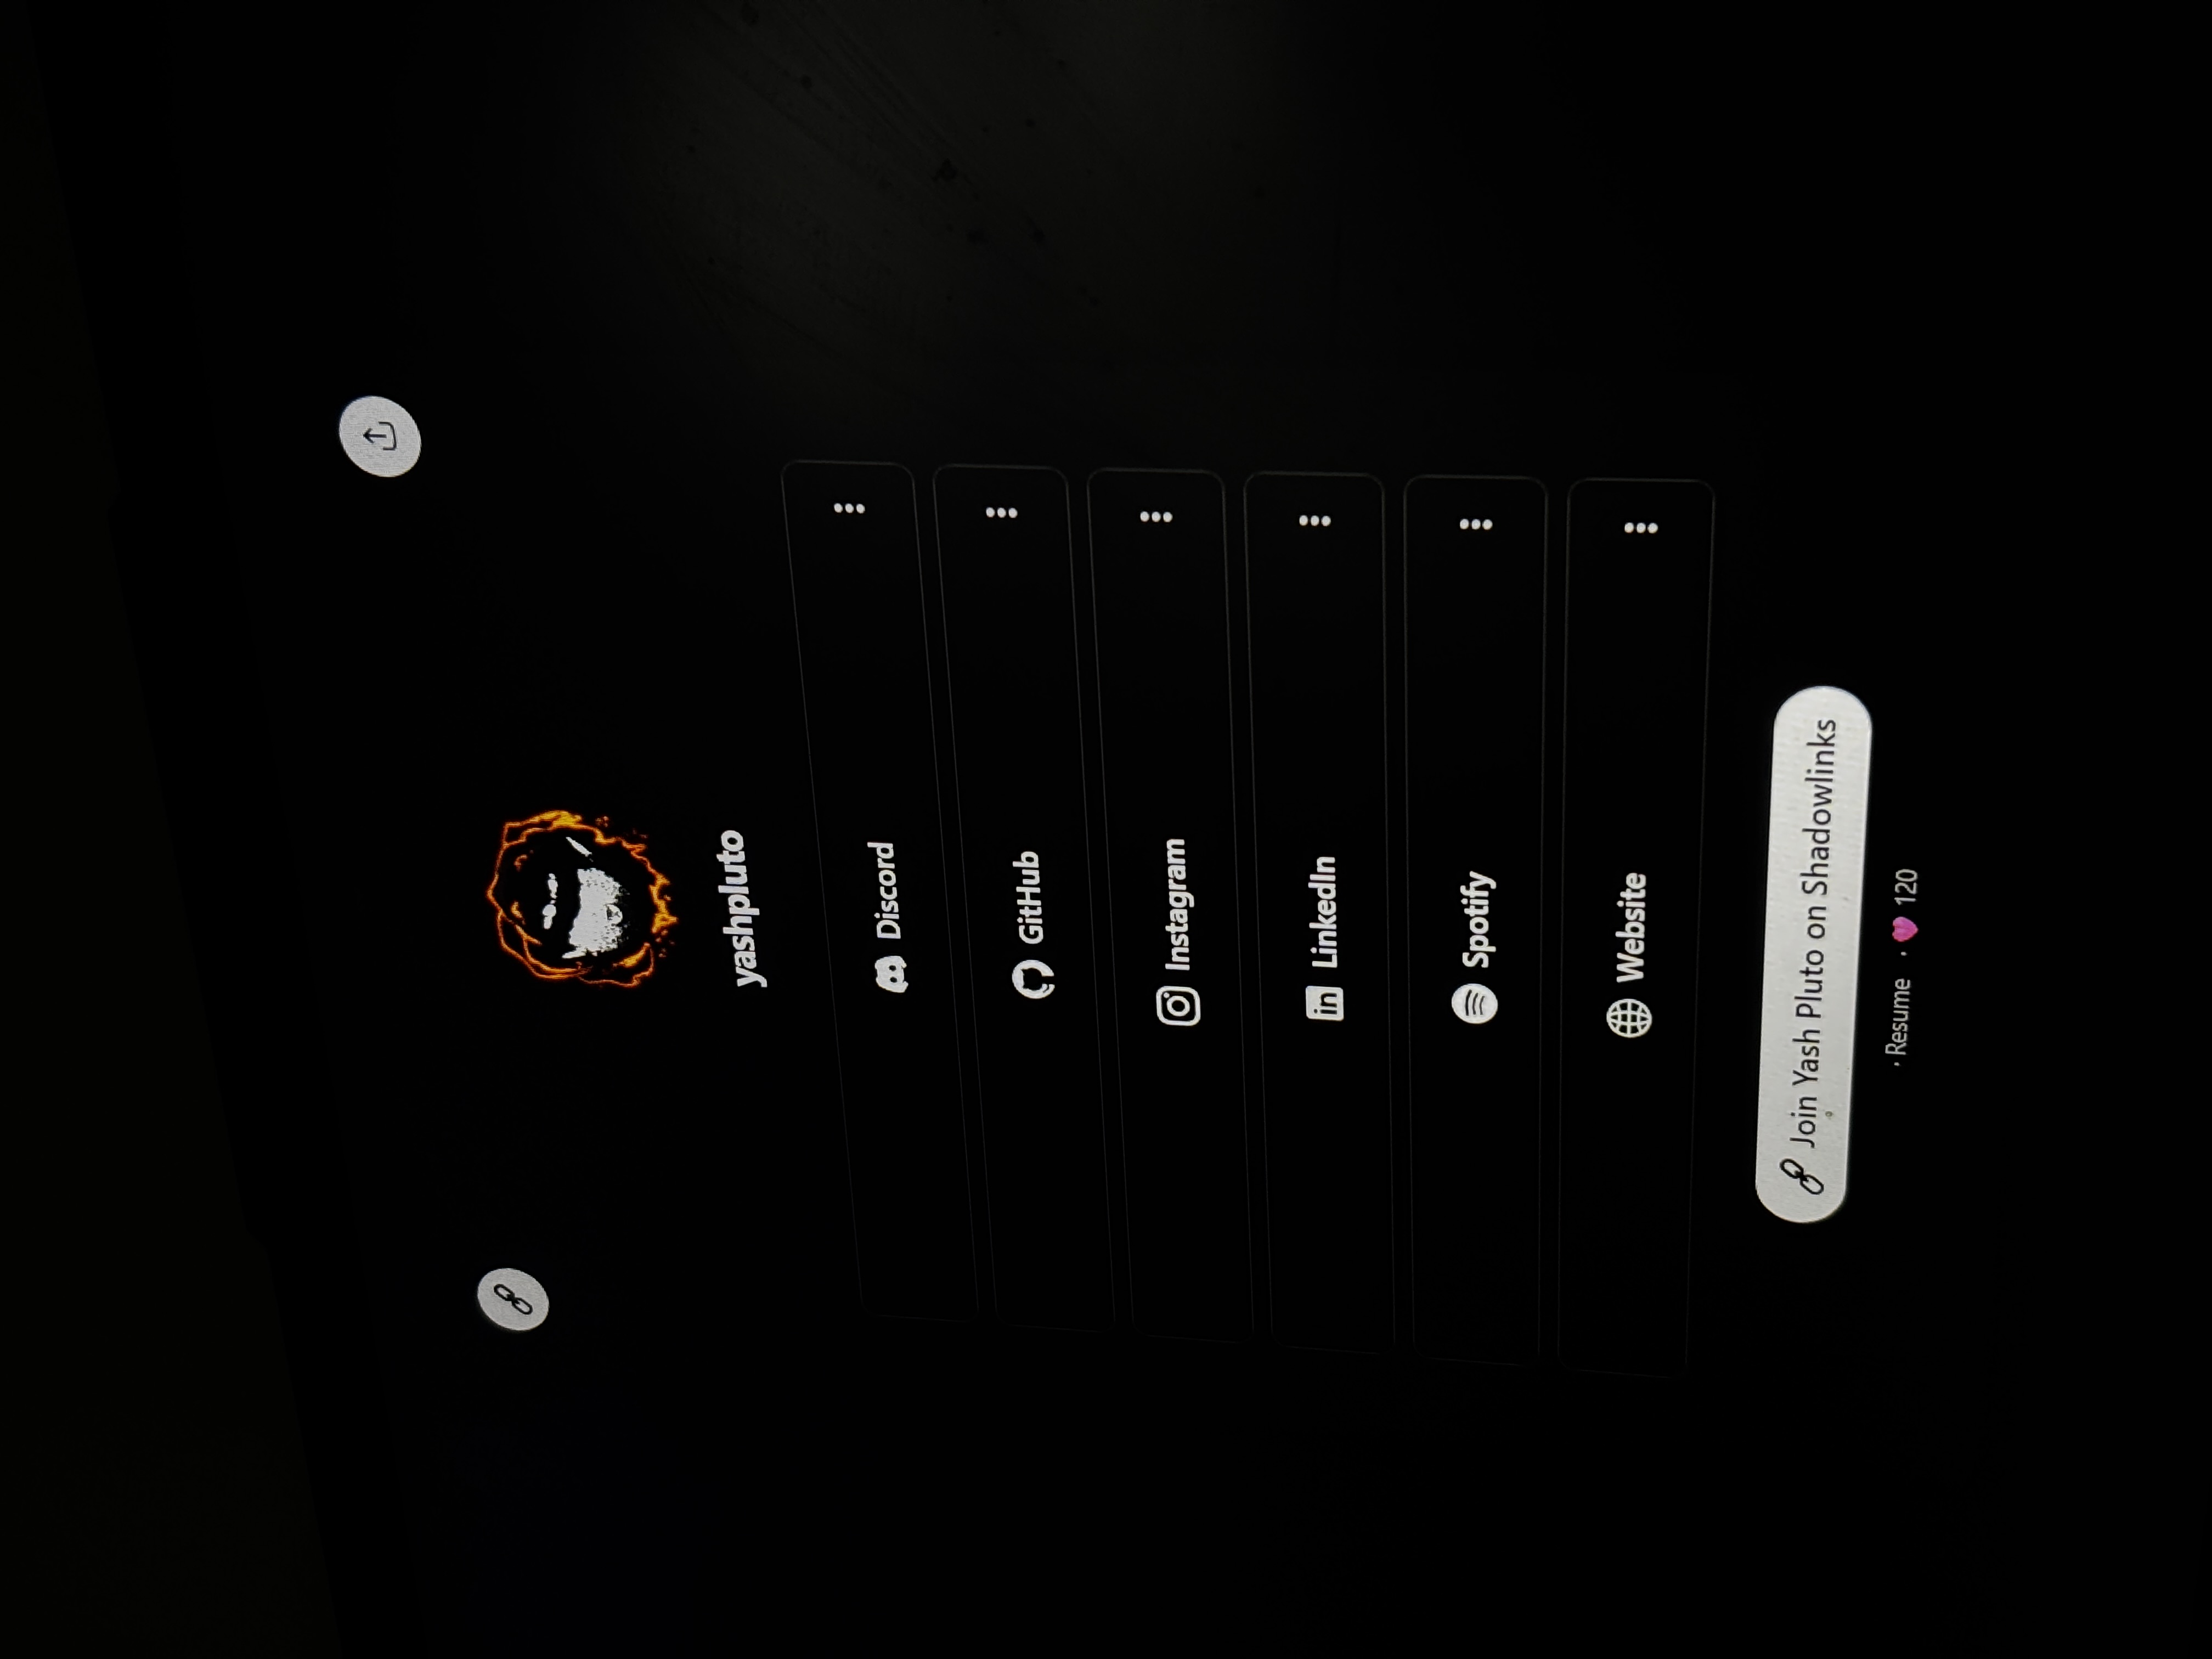 yashpluto
Discord
GitHub
Instagram
LinkedIn
Spotify
Website
Join Yash Pluto on Shadowlinks
· Resume · 💗 120